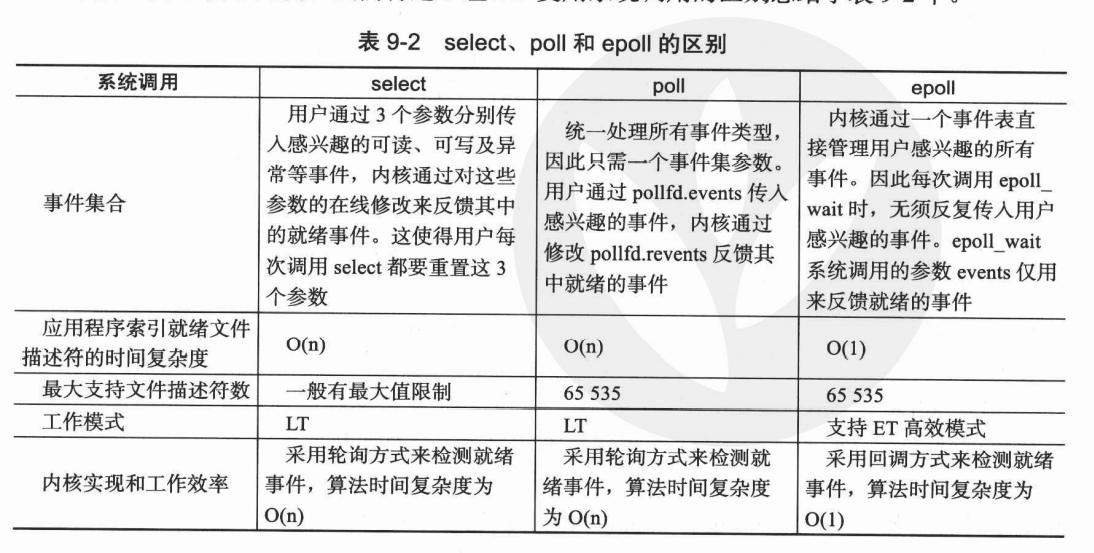 表 9-2 select、poll 和 epoll 的区别
系统调用
select
poll
epoll
事件集合
用户通过 3 个参数分别传
入感兴趣的可读、可写及异
常等事件，内核通过对这些
参数的在线修改来反馈其中
的就绪事件。这使得用户每
次调用 select 都要重置这 3
个参数
统一处理所有事件类型，
因此只需一个事件集参数。
用户通过 pollfd.events 传入
感兴趣的事件，内核通过
修改 pollfd.revents 反馈其
中就绪的事件
内核通过一个事件表直
接管理用户感兴趣的所有
事件。因此每次调用 epoll_
wait 时，无须反复传入用户
感兴趣的事件。epoll_wait
系统调用的参数 events 仅用
来反馈就绪的事件
应用程序索引就绪文件
描述符的时间复杂度
O(n)
O(n)
O(1)
最大支持文件描述符数
一般有最大值限制
65 535
65 535
工作模式
LT
LT
支持 ET 高效模式
内核实现和工作效率
采用轮询方式来检测就绪
事件，算法时间复杂度为
O(n)
采用轮询方式来检测就
绪事件，算法时间复杂度
为 O(n)
采用回调方式来检测就绪
事件，算法时间复杂度为
O(1)